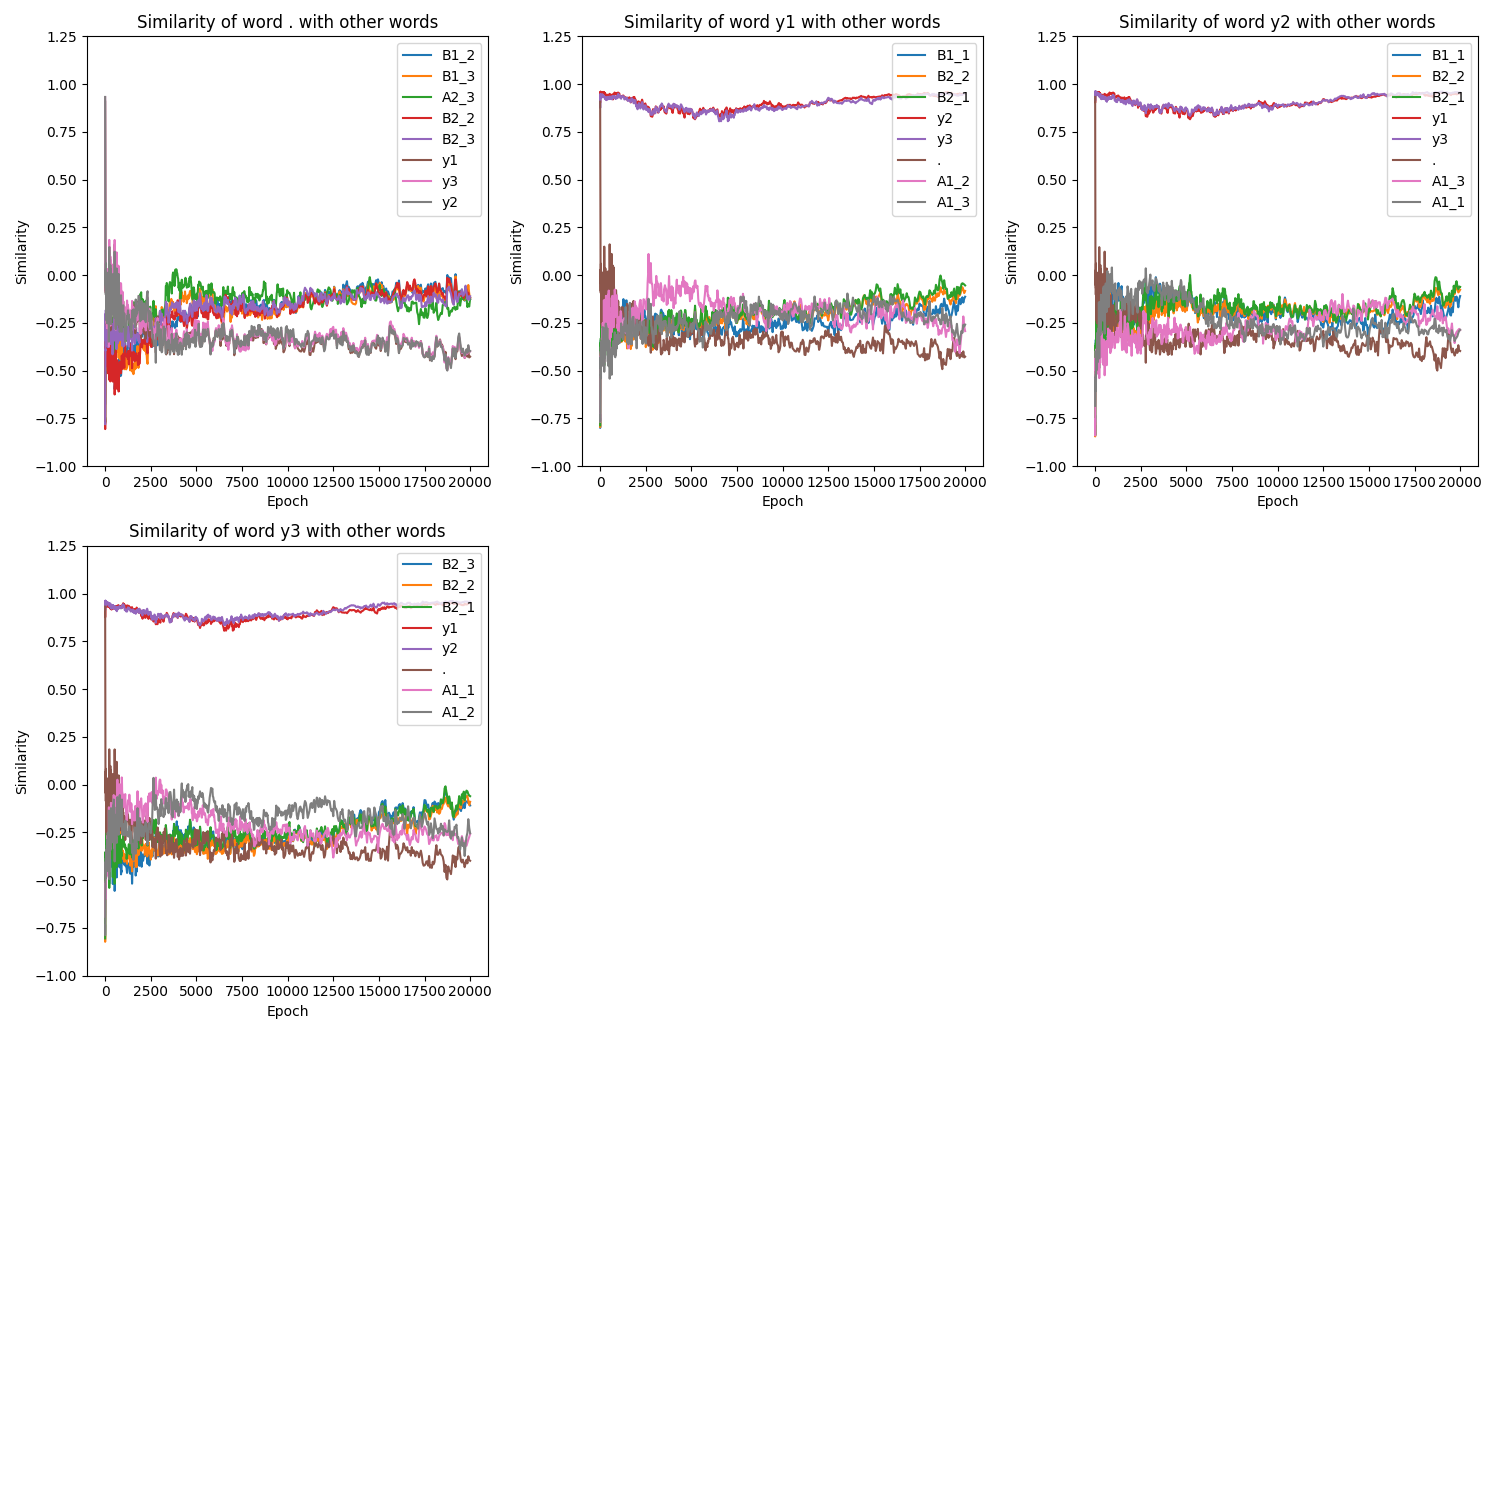 Similarity of word . with other words
1.25
1.00
0.75
0.50
0.25
0.00
−0.25
−0.50
−0.75
−1.00
Similarity
0 2500 5000 7500 10000 12500 15000 17500 20000
Epoch
B1_2
B1_3
A2_3
B2_2
B2_3
y1
y3
y2
Similarity of word y1 with other words
1.25
1.00
0.75
0.50
0.25
0.00
−0.25
−0.50
−0.75
−1.00
Similarity
0 2500 5000 7500 10000 12500 15000 17500 20000
Epoch
B1_1
B2_2
B2_1
y2
y3
.
A1_2
A1_3
Similarity of word y2 with other words
1.25
1.00
0.75
0.50
0.25
0.00
−0.25
−0.50
−0.75
−1.00
Similarity
0 2500 5000 7500 10000 12500 15000 17500 20000
Epoch
B1_1
B2_2
B2_1
y1
y3
.
A1_3
A1_1
Similarity of word y3 with other words
1.25
1.00
0.75
0.50
0.25
0.00
−0.25
−0.50
−0.75
−1.00
Similarity
0 2500 5000 7500 10000 12500 15000 17500 20000
Epoch
B2_3
B2_2
B2_1
y1
y2
.
A1_1
A1_2